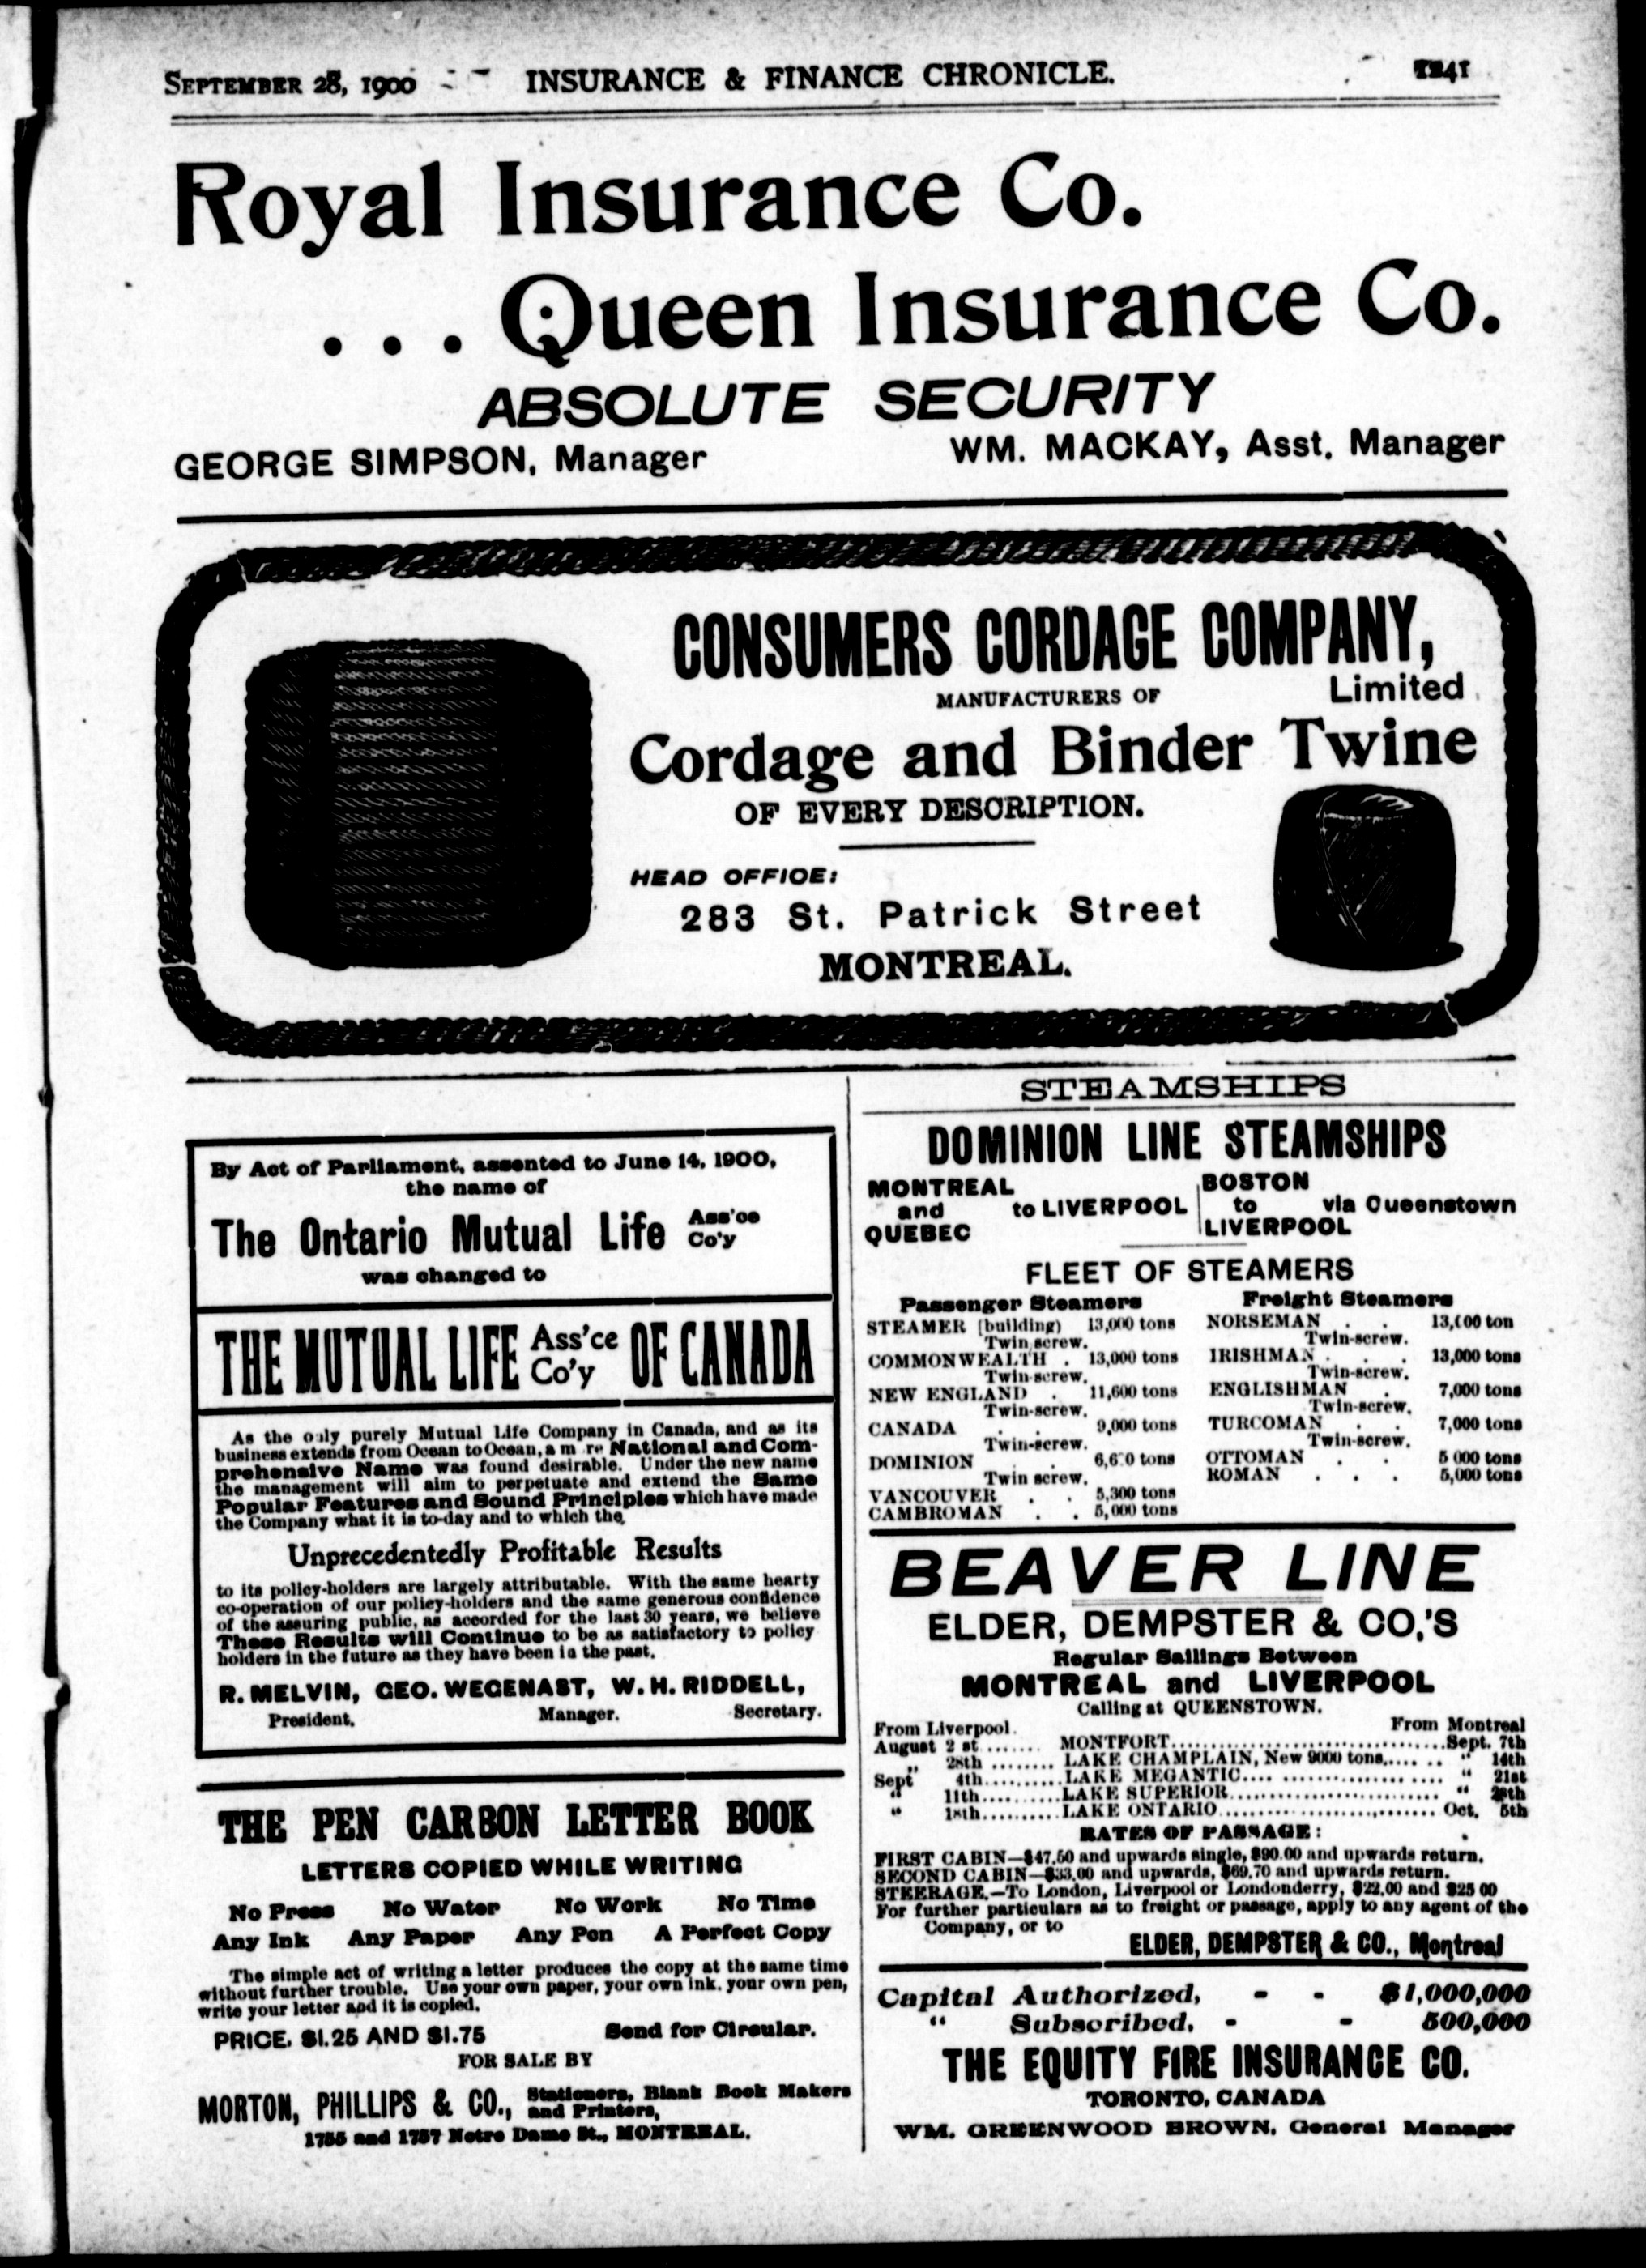 SEPTEMBER 28, 1900 INSURANCE & FINANCE CHRONICLE. 1241
Royal Insurance Co.
. . . Queen Insurance Co.
ABSOLUTE SECURITY
GEORGE SIMPSON, Manager WM. MACKAY, Asst. Manager
CONSUMERS CORDAGE COMPANY,
MANUFACTURERS OF Limited
Cordage and Binder Twine
OF EVERY DESCRIPTION.
HEAD OFFICE:
283 St. Patrick Street
MONTREAL.
By Act of Parliament, assented to June 14, 1900,
the name of
The Ontario Mutual Life Ass'ce Co'y
was changed to
THE MUTUAL LIFE Ass'ce Co'y OF CANADA
As the only purely Mutual Life Company in Canada, and as its
business extends from Ocean to Ocean, a m re National and Com-
prehensive Name was found desirable. Under the new name
the management will aim to perpetuate and extend the Same
Popular Features and Sound Principles which have made
the Company what it is to-day and to which the
Unprecedentedly Profitable Results
to its policy-holders are largely attributable. With the same hearty
co-operation of our policy-holders and the same generous confidence
of the assuring public, as accorded for the last 30 years, we believe
These Results will Continue to be as satisfactory to policy
holders in the future as they have been in the past.
R. MELVIN, GEO. WEGENAST, W. H. RIDDELL,
President. Manager. Secretary.
THE PEN CARBON LETTER BOOK
LETTERS COPIED WHILE WRITING
No Press No Water No Work No Time
Any Ink Any Paper Any Pen A Perfect Copy
The simple act of writing a letter produces the copy at the same time
without further trouble. Use your own paper, your own ink. your own pen,
write your letter and it is copied.
PRICE, $1.25 AND $1.75 Send for Circular.
FOR SALE BY
MORTON, PHILLIPS & CO., Stationers, Blank Book Makers
and Printers,
1755 and 1757 Notre Dame St., MONTREAL.
STEAMSHIPS
DOMINION LINE STEAMSHIPS
MONTREAL and QUEBEC to LIVERPOOL
BOSTON to LIVERPOOL via Queenstown
FLEET OF STEAMERS
Passenger Steamers
STEAMER (building) 13,000 tons
Twin screw.
COMMONWEALTH . 13,000 tons
Twin-screw.
NEW ENGLAND . 11,600 tons
Twin-screw.
CANADA . . 9,000 tons
Twin-screw.
DOMINION . . 6,6 0 tons
Twin screw.
VANCOUVER . . 5,300 tons
CAMBROMAN . . 5,000 tons
Freight Steamers
NORSEMAN . . 13,000 ton
Twin-screw.
IRISHMAN . . . 13,000 tons
Twin-screw.
ENGLISHMAN . 7,000 tons
Twin-screw.
TURCOMAN . . 7,000 tons
Twin-screw.
OTTOMAN . . 5 000 tons
ROMAN . . . 5,000 tons
BEAVER LINE
ELDER, DEMPSTER & CO.'S
Regular Sailings Between
MONTREAL and LIVERPOOL
Calling at QUEENSTOWN.
From Liverpool. From Montreal
August 2 st ....... MONTFORT..............Sept. 7th
" 28th ........ LAKE CHAMPLAIN, New 9000 tons....... " 14th
Sept 4th..........LAKE MEGANTIC.............. " 21st
" 11th..........LAKE SUPERIOR.............. " 28th
" 18th..........LAKE ONTARIO.............. Oct. 5th
RATES OF PASSAGE:
FIRST CABIN—$47.50 and upwards single, $90.00 and upwards return.
SECOND CABIN—$33.00 and upwards, $69.70 and upwards return.
STEERAGE.—To London, Liverpool or Londonderry, $22.00 and $25 00
For further particulars as to freight or passage, apply to any agent of the
Company, or to
ELDER, DEMPSTER & CO., Montreal
Capital Authorized, - - $1,000,000
" Subscribed, - - 500,000
THE EQUITY FIRE INSURANCE CO.
TORONTO, CANADA
WM. GREENWOOD BROWN, General Manager